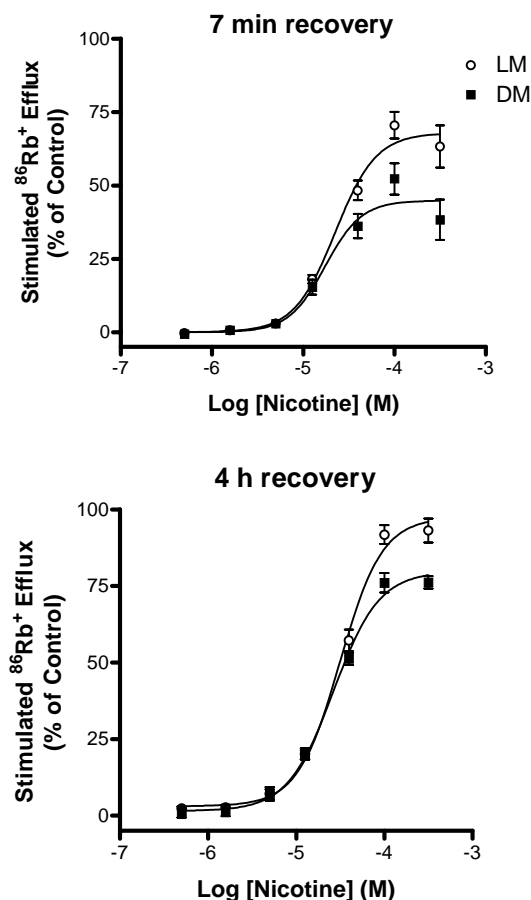 7 min recovery
LM
DM
Stimulated ⁸⁶Rb⁺ Efflux
(% of Control)
100
75
50
25
0
-7
-6
-5
-4
-3
Log [Nicotine] (M)
4 h recovery
Stimulated ⁸⁶Rb⁺ Efflux
(% of Control)
100
75
50
25
0
-7
-6
-5
-4
-3
Log [Nicotine] (M)